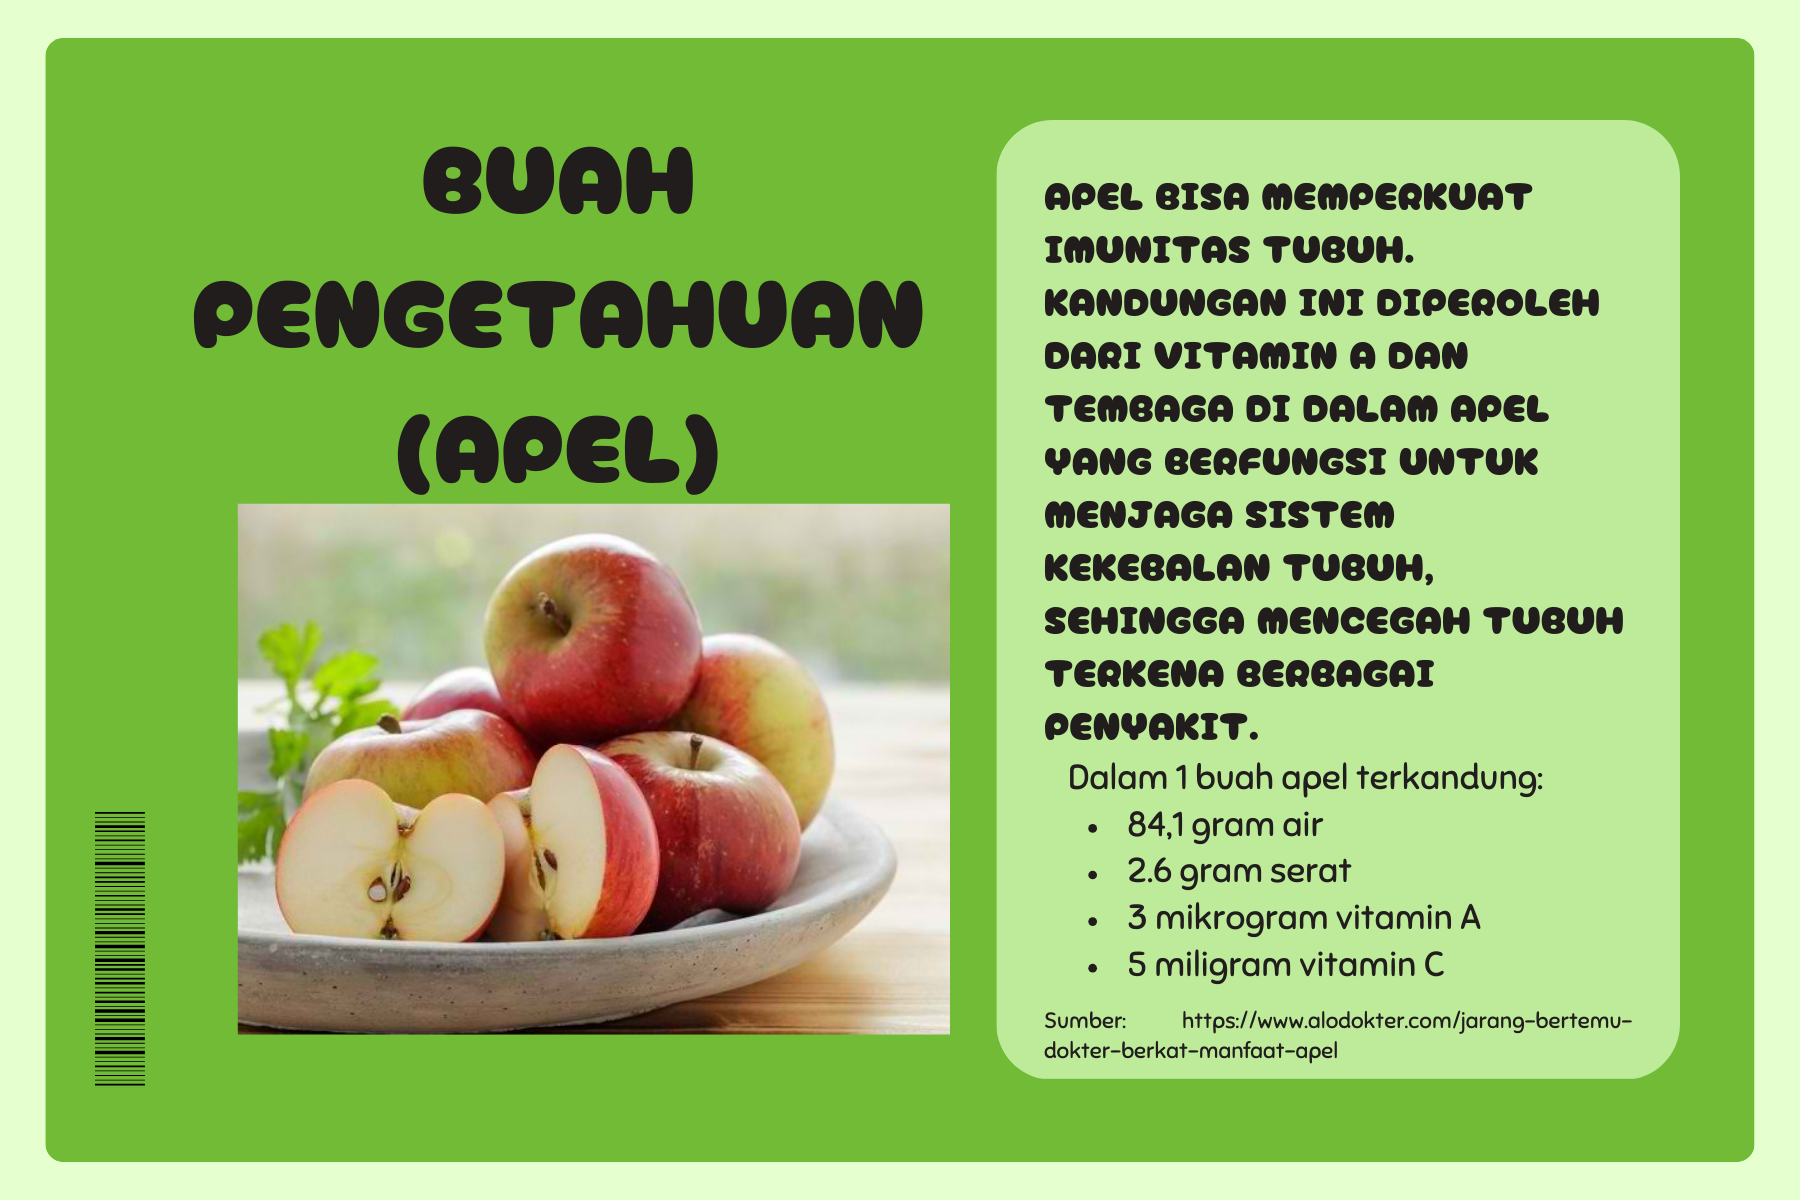 BUAH
PENGETAHUAN
(APEL)
APEL BISA MEMPERKUAT
IMUNITAS TUBUH.
KANDUNGAN INI DIPEROLEH
DARI VITAMIN A DAN
TEMBAGA DI DALAM APEL
YANG BERFUNGSI UNTUK
MENJAGA SISTEM
KEKEBALAN TUBUH,
SEHINGGA MENCEGAH TUBUH
TERKENA BERBAGAI
PENYAKIT.
Dalam 1 buah apel terkandung:
• 84,1 gram air
• 2.6 gram serat
• 3 mikrogram vitamin A
• 5 miligram vitamin C
Sumber: https://www.alodokter.com/jarang-bertemu-
dokter-berkat-manfaat-apel